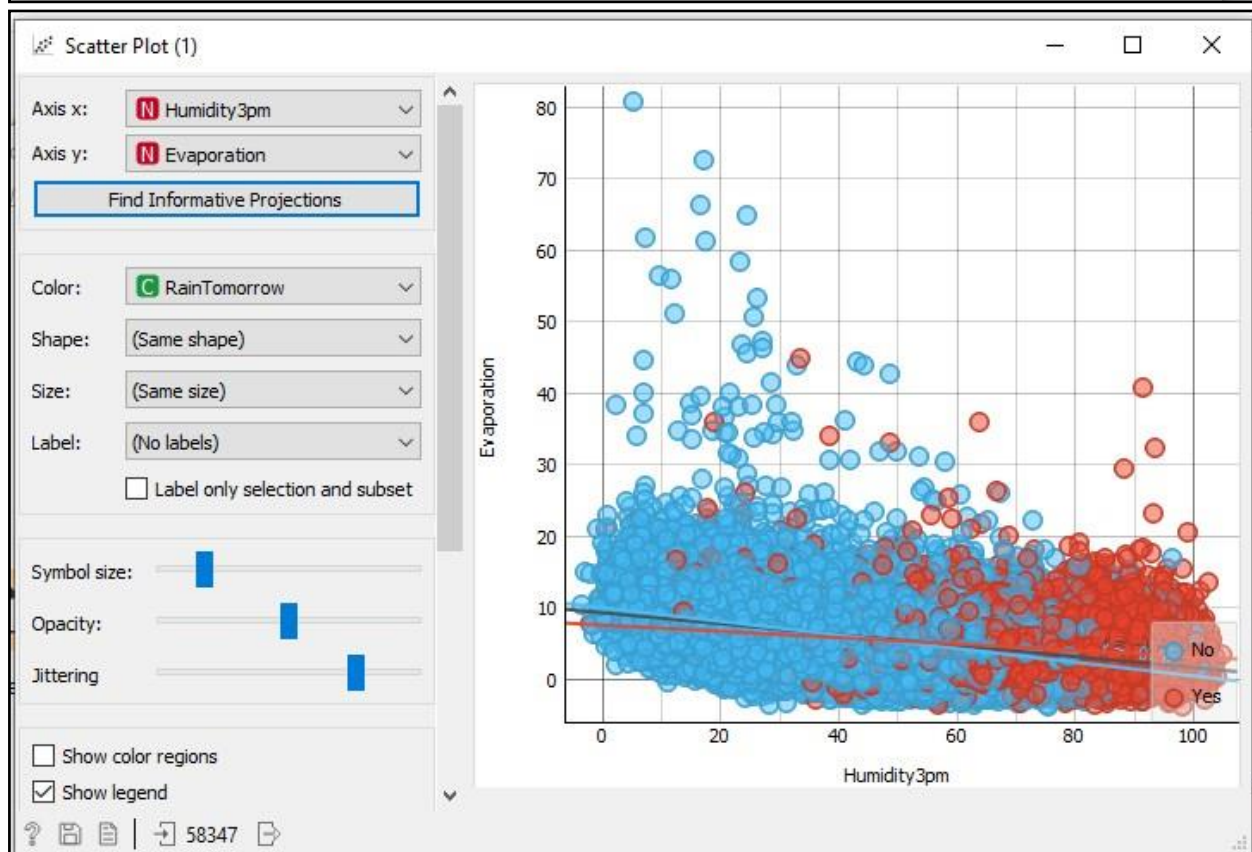 Scatter Plot (1)
Axis x: N Humidity3pm
Axis y: N Evaporation
Find Informative Projections
Color: C RainTomorrow
Shape: (Same shape)
Size: (Same size)
Label: (No labels)
Label only selection and subset
Symbol size:
Opacity:
Jittering
Show color regions
Show legend
? 58347
80
70
60
50
40
30
20
10
0
Evaporation
0 20 40 60 80 100
Humidity3pm
No
Yes